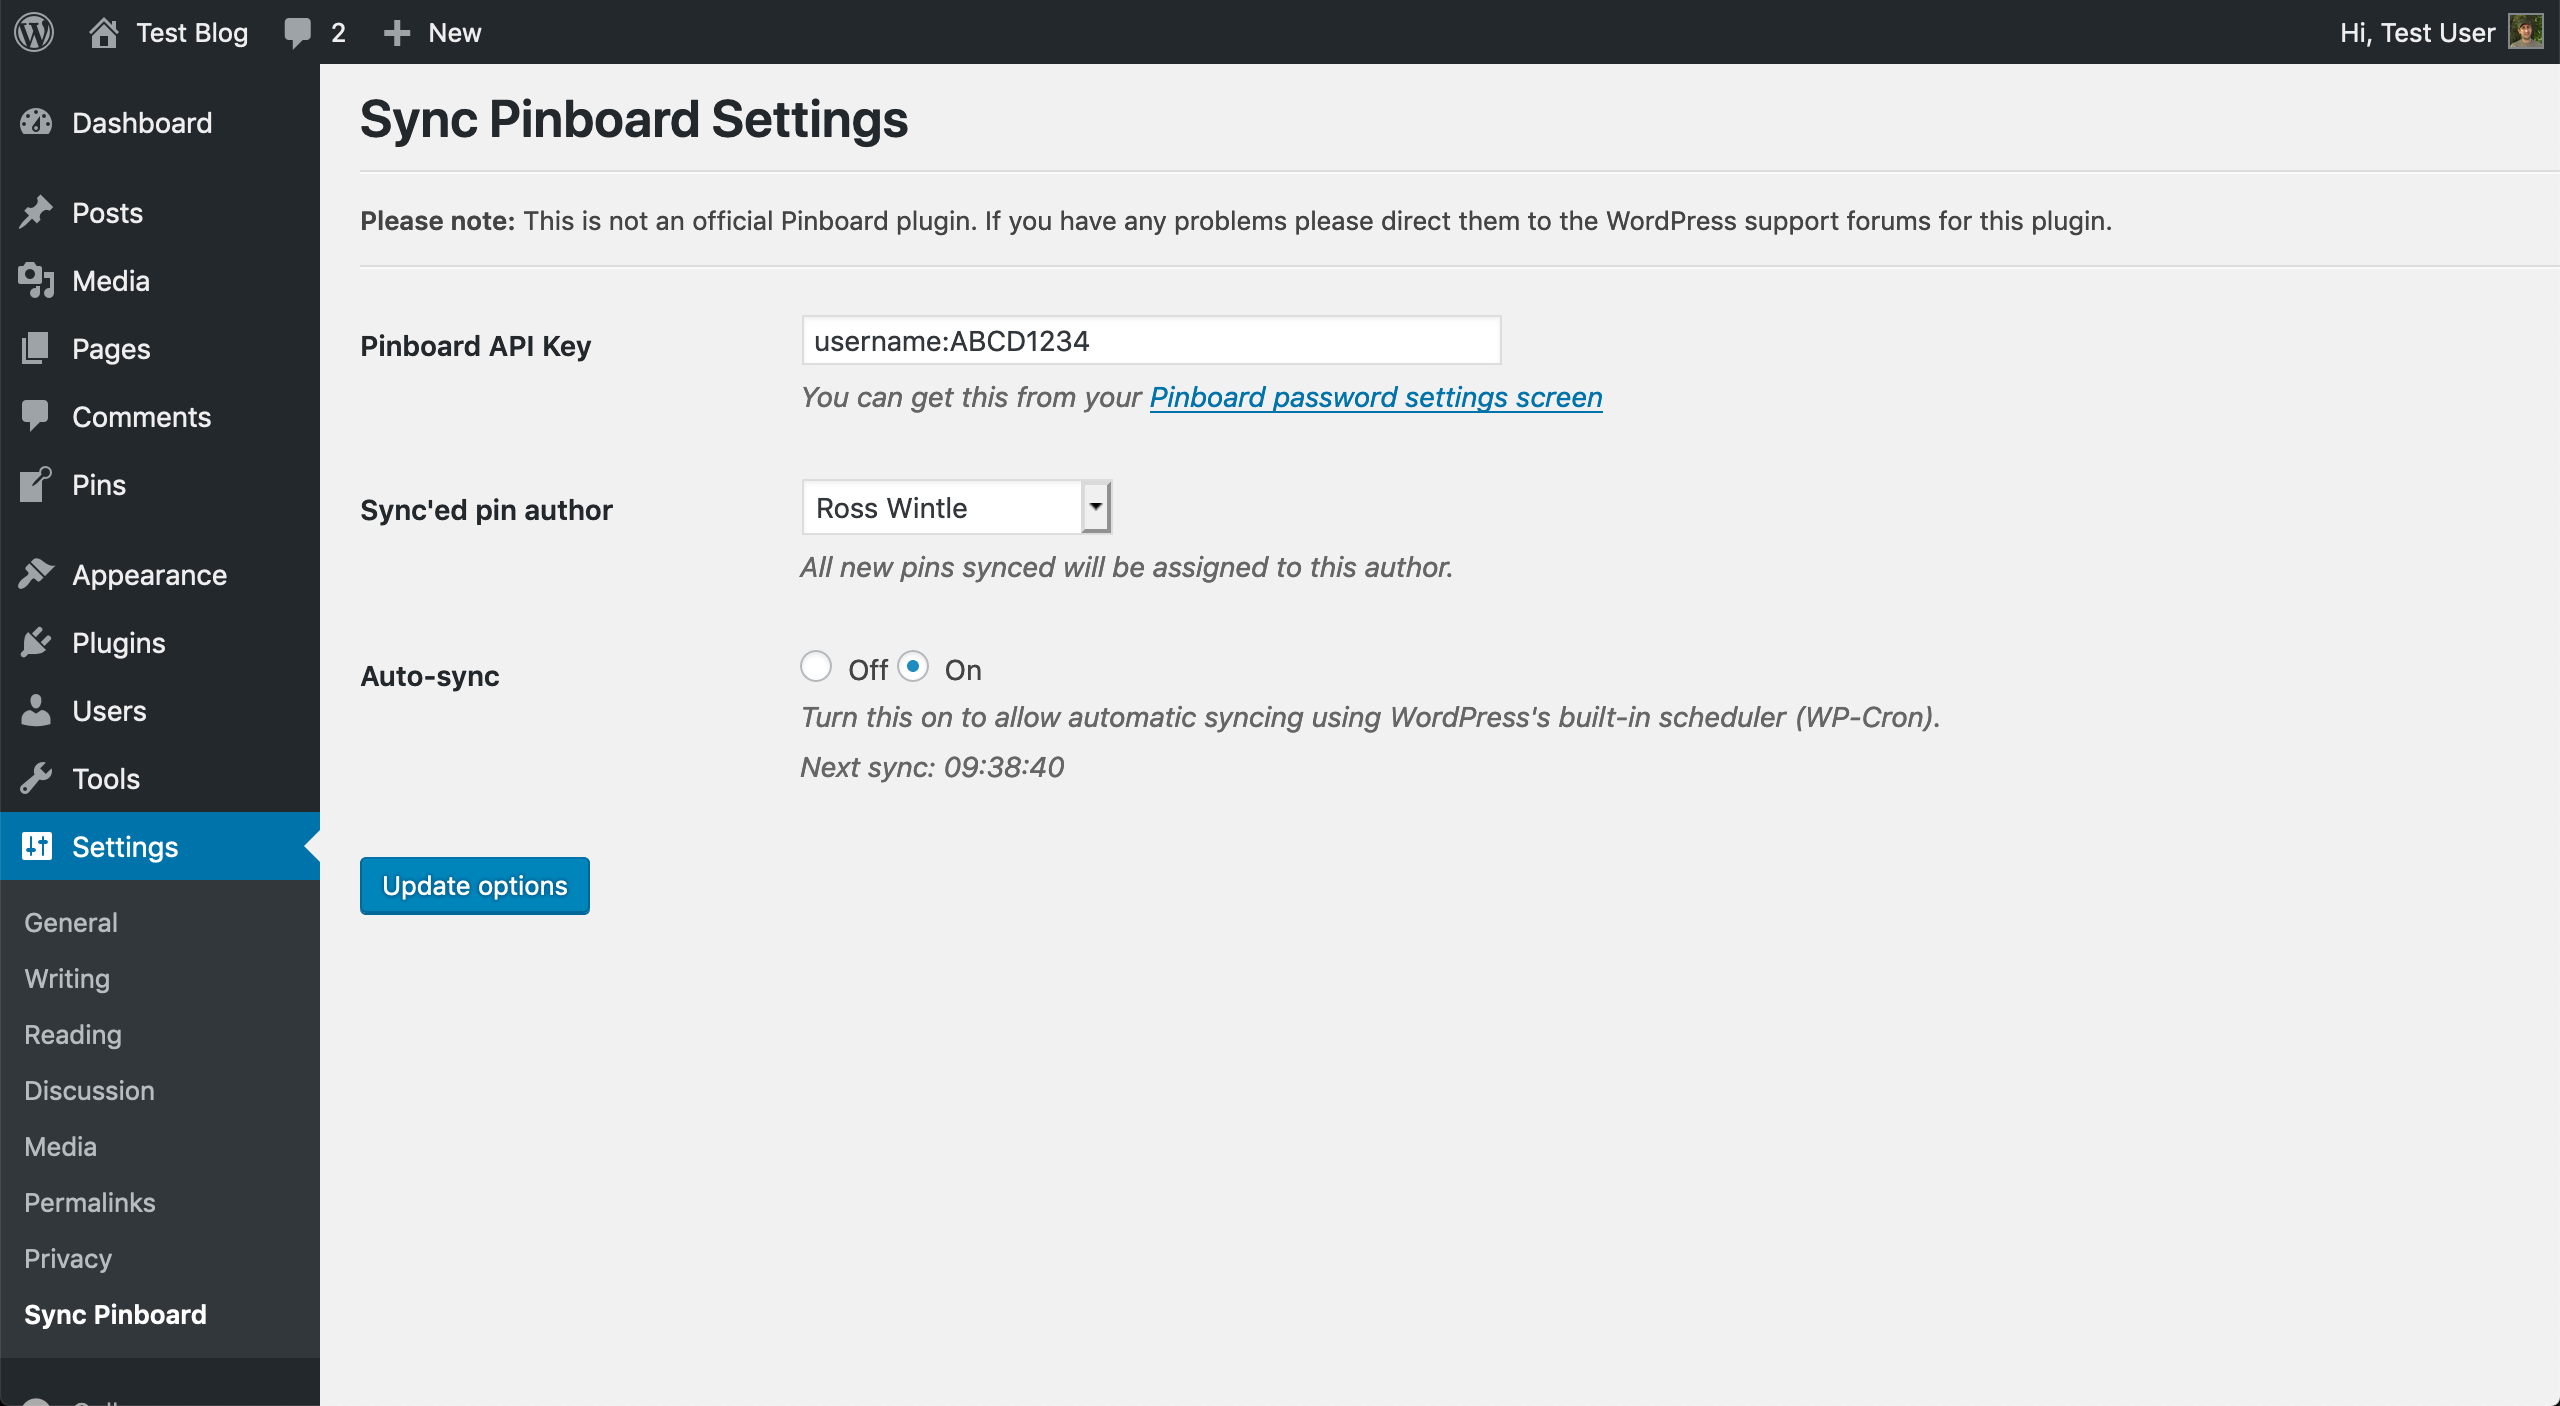 Test Blog
2
New
Hi, Test User
Dashboard
Posts
Media
Pages
Comments
Pins
Appearance
Plugins
Users
Tools
Settings
General
Writing
Reading
Discussion
Media
Permalinks
Privacy
Sync Pinboard
Sync Pinboard Settings
Please note: This is not an official Pinboard plugin. If you have any problems please direct them to the WordPress support forums for this plugin.
Pinboard API Key
username:ABCD1234
You can get this from your Pinboard password settings screen
Sync'ed pin author
Ross Wintle
All new pins synced will be assigned to this author.
Auto-sync
Off On
Turn this on to allow automatic syncing using WordPress's built-in scheduler (WP-Cron).
Next sync: 09:38:40
Update options